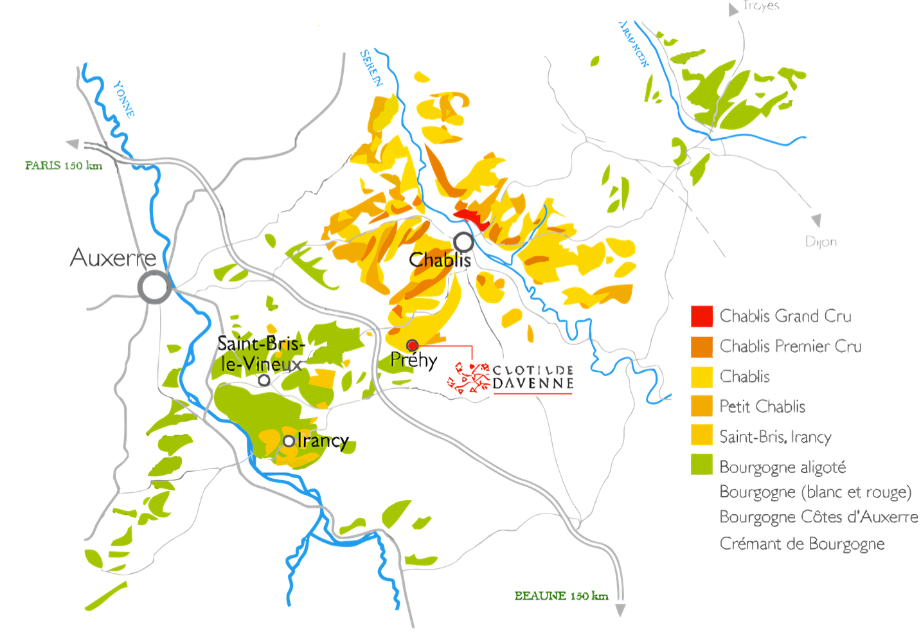 Troyes
ARMANÇON
SEREIN
YONNE
PARIS 150 km
Dijon
Auxerre
Chablis
Saint-Bris-
le-Vineux
Préhy
CLOTILDE
DAVENNE
Irancy
Chablis Grand Cru
Chablis Premier Cru
Chablis
Petit Chablis
Saint-Bris, Irancy
Bourgogne aligoté
Bourgogne (blanc et rouge)
Bourgogne Côtes d'Auxerre
Crémant de Bourgogne
BEAUNE 150 km